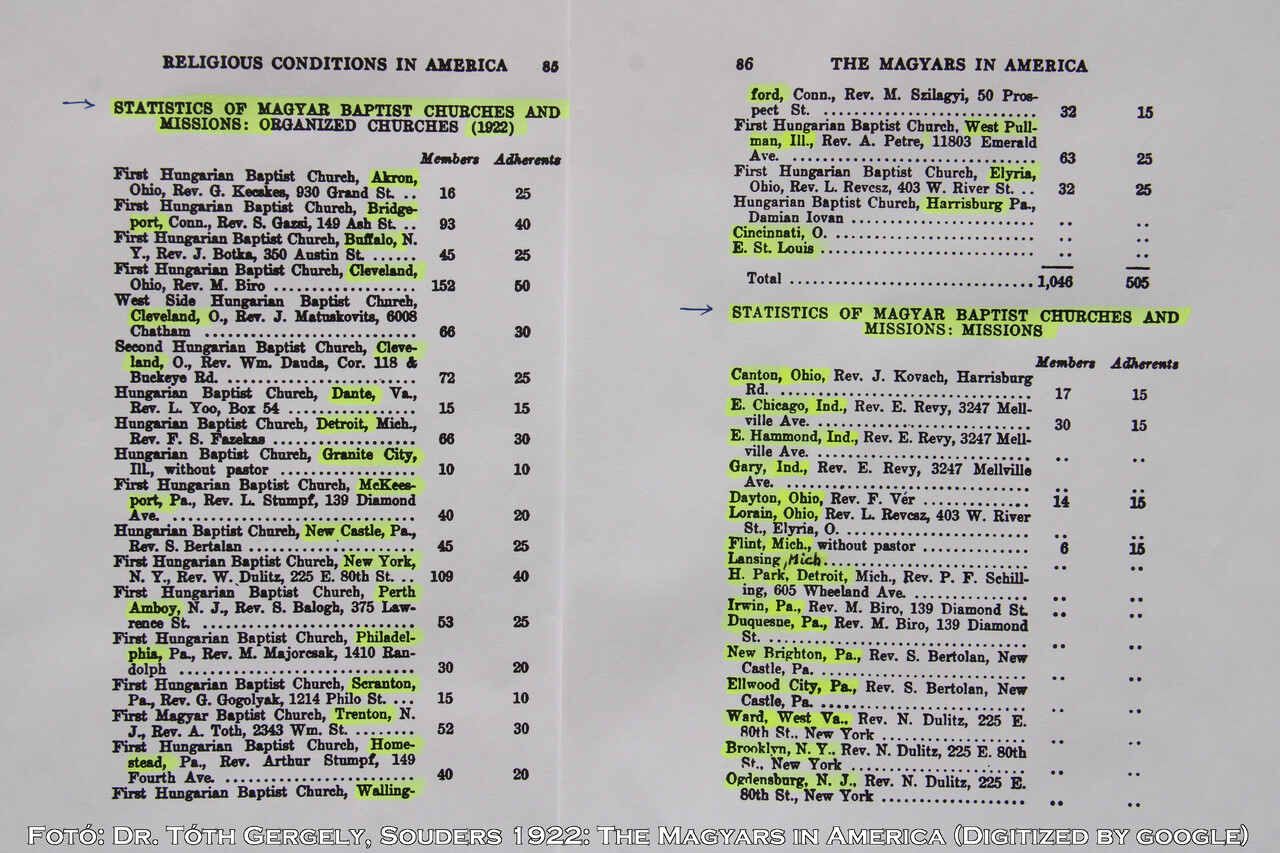 RELIGIOUS CONDITIONS IN AMERICA 85
STATISTICS OF MAGYAR BAPTIST CHURCHES AND
MISSIONS: ORGANIZED CHURCHES (1922)
Members Adherents
First Hungarian Baptist Church, Akron,
Ohio, Rev. G. Kecskes, 930 Grand St. .. 16 25
First Hungarian Baptist Church, Bridge-
port, Conn., Rev. S. Gazsi, 149 Ash St. .. 93 40
First Hungarian Baptist Church, Buffalo, N.
Y., Rev. J. Botka, 350 Austin St. ....... 45 25
First Hungarian Baptist Church, Cleveland,
Ohio, Rev. M. Biro .................... 152 50
West Side Hungarian Baptist Church,
Cleveland, O., Rev. J. Matuskovits, 6008
Chatham .............................. 66 30
Second Hungarian Baptist Church, Cleve-
land, O., Rev. Wm. Dauda, Cor. 118 &
Buckeye Rd. .......................... 72 25
Hungarian Baptist Church, Dante, Va.,
Rev. L. Yoo, Box 54 .................. 15 15
Hungarian Baptist Church, Detroit, Mich.,
Rev. F. S. Fazekas .................... 66 30
Hungarian Baptist Church, Granite City,
Ill., without pastor ................... 10 10
First Hungarian Baptist Church, McKees-
port, Pa., Rev. L. Stumpf, 139 Diamond
Ave. .................................. 40 20
Hungarian Baptist Church, New Castle, Pa.,
Rev. S. Bertalan ....................... 45 25
First Hungarian Baptist Church, New York,
N. Y., Rev. W. Dulitz, 225 E. 80th St. .. 109 40
First Hungarian Baptist Church, Perth
Amboy, N. J., Rev. S. Balogh, 375 Law-
rence St. .............................. 53 25
First Hungarian Baptist Church, Philadel-
phia, Pa., Rev. M. Majorcsak, 1410 Ran-
dolph ................................. 30 20
First Hungarian Baptist Church, Scranton,
Pa., Rev. G. Gogolyak, 1214 Philo St. .... 15 10
First Magyar Baptist Church, Trenton, N.
J., Rev. A. Toth, 2343 Wm. St. ......... 52 30
First Hungarian Baptist Church, Home-
stead, Pa., Rev. Arthur Stumpf, 149
Fourth Ave. .......................... 40 20
First Hungarian Baptist Church, Walling-
86 THE MAGYARS IN AMERICA
ford, Conn., Rev. M. Szilagyi, 50 Pros-
pect St. .............................. 32 15
First Hungarian Baptist Church, West Pull-
man, Ill., Rev. A. Petre, 11803 Emerald
Ave. .................................. 63 25
First Hungarian Baptist Church, Elyria,
Ohio, Rev. L. Revesz, 403 W. River St. .. 32 25
Hungarian Baptist Church, Harrisburg Pa.,
Damian Iovan ......................... .. ..
Cincinnati, O. ........................... .. ..
E. St. Louis ............................. .. ..
Total ................................. 1,046 505
STATISTICS OF MAGYAR BAPTIST CHURCHES AND
MISSIONS: MISSIONS
Members Adherents
Canton, Ohio, Rev. J. Kovach, Harrisburg
Rd. ................................... 17 15
E. Chicago, Ind., Rev. E. Revy, 3247 Mell-
ville Ave. ............................. 30 15
E. Hammond, Ind., Rev. E. Revy, 3247 Mell-
ville Ave. ............................. .. ..
Gary, Ind., Rev. E. Revy, 3247 Mellville
Ave. .................................. .. ..
Dayton, Ohio, Rev. F. Vér ............... 14 15
Lorain, Ohio, Rev. L. Revesz, 403 W. River
St., Elyria, O. ......................... .. ..
Flint, Mich., without pastor .............. 6 15
Lansing, Mich. .......................... .. ..
H. Park, Detroit, Mich., Rev. P. F. Schill-
ing, 605 Wheeland Ave. ................ .. ..
Irwin, Pa., Rev. M. Biro, 139 Diamond St. .. ..
Duquesne, Pa., Rev. M. Biro, 139 Diamond
St. ................................... .. ..
New Brighton, Pa., Rev. S. Bertolan, New
Castle, Pa. ............................ .. ..
Ellwood City, Pa., Rev. S. Bertolan, New
Castle, Pa. ............................ .. ..
Ward, West Va., Rev. N. Dulitz, 225 E.
80th St., New York .................... .. ..
Brooklyn, N. Y., Rev. N. Dulitz, 225 E. 80th
St., New York ........................ .. ..
Ogdensburg, N. J., Rev. N. Dulitz, 225 E.
80th St., New York .................... .. ..
Fotó: Dr. Tóth Gergely, Souders 1922: The Magyars in America (Digitized by google)